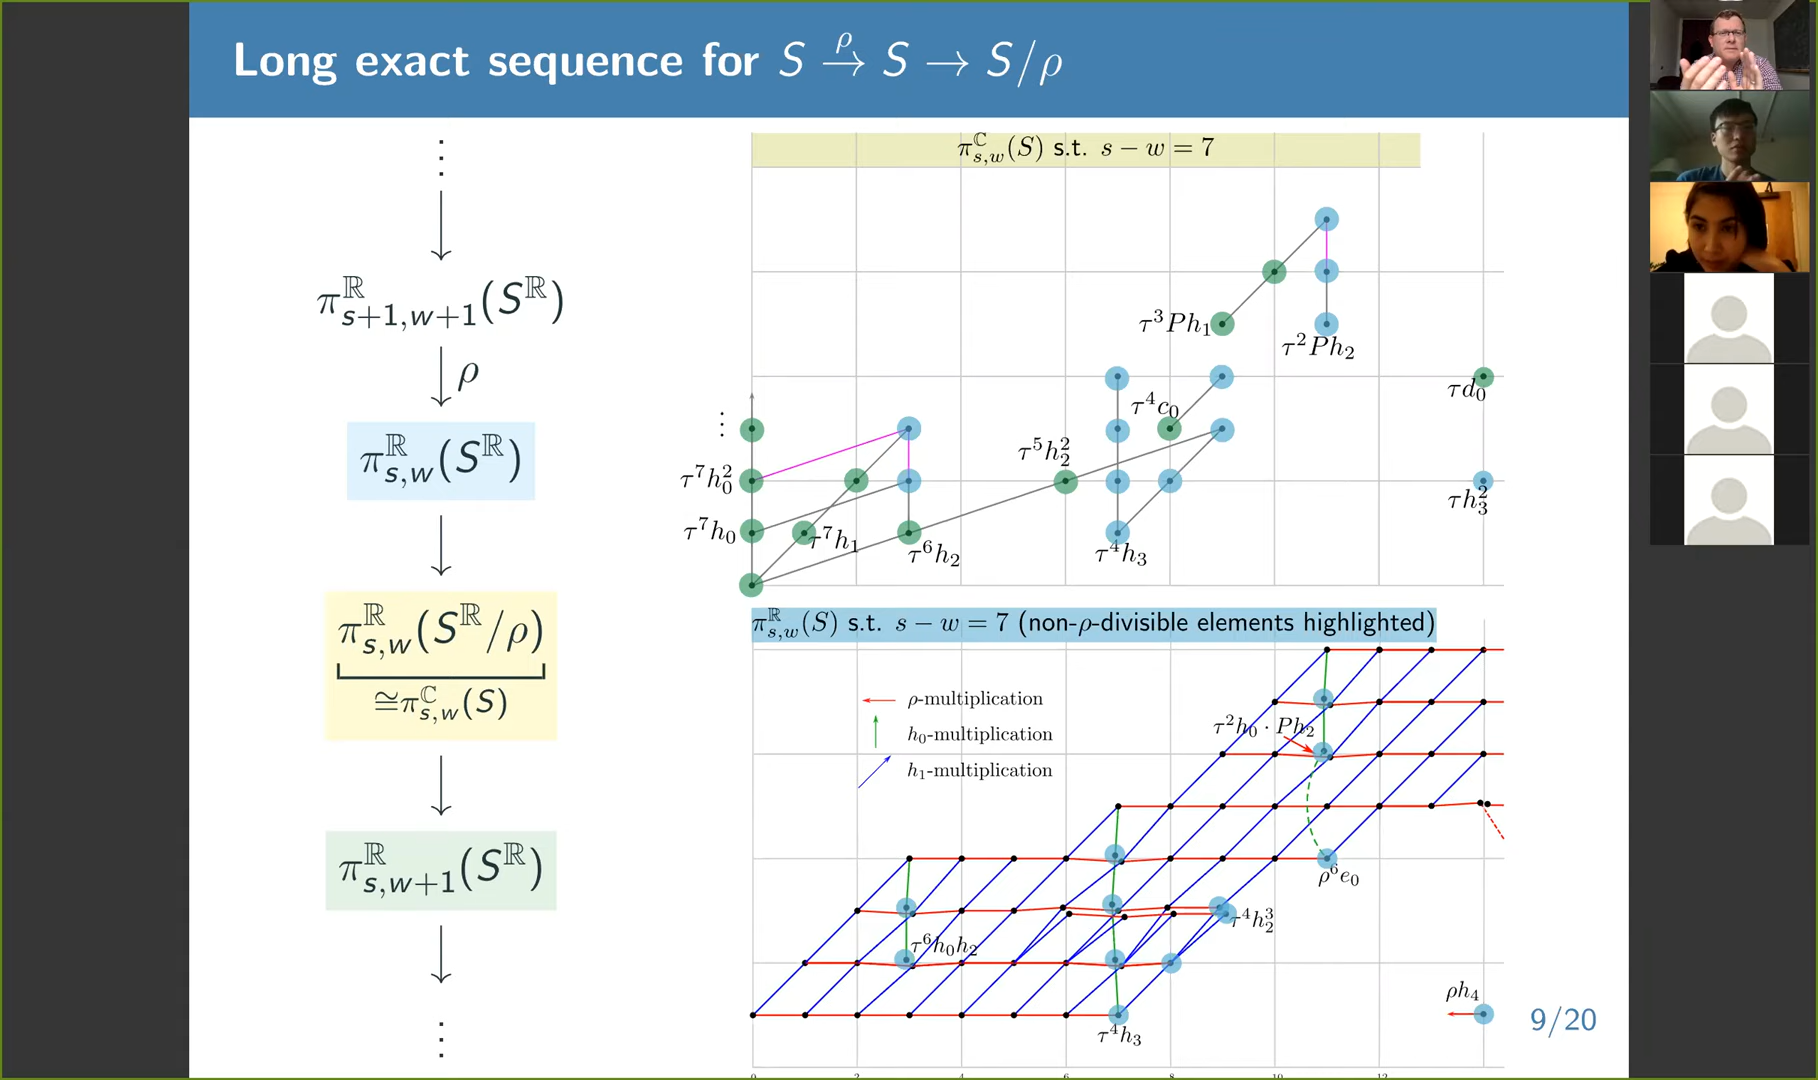 Long exact sequence for S →^ρ S → S/ρ
⋮
π^ℝ_{s+1,w+1}(S^ℝ)
ρ
π^ℝ_{s,w}(S^ℝ)
π^ℝ_{s,w}(S^ℝ/ρ)
≅π^ℂ_{s,w}(S)
π^ℝ_{s,w+1}(S^ℝ)
⋮
π^ℂ_{s,w}(S) s.t. s − w = 7
τ³Ph₁
τ²Ph₂
τd₀
τ⁴c₀
⋮
τ⁵h₂²
τ⁷h₀²
τh₃²
τ⁷h₀
τ⁷h₁
τ⁶h₂
τ⁴h₃
π^ℝ_{s,w}(S) s.t. s − w = 7 (non-ρ-divisible elements highlighted)
ρ-multiplication
h₀-multiplication
h₁-multiplication
τ²h₀ · Ph₂
ρ⁶e₀
τ⁴h₂³
τ⁶h₀h₂
ρh₄
τ⁴h₃
9/20